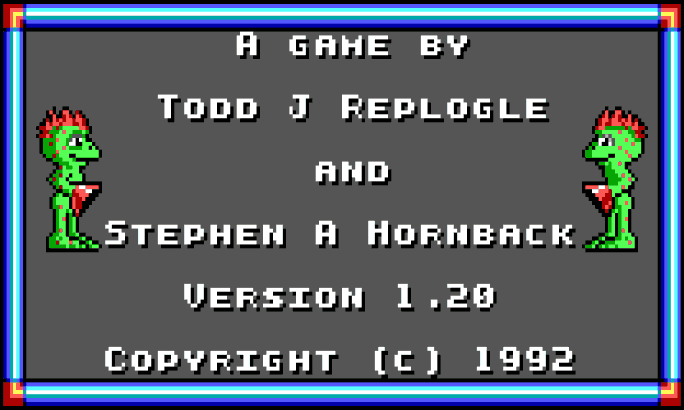 A GAME BY
TODD J REPLOGLE
AND
STEPHEN A HORNBACK
VERSION 1.20
COPYRIGHT (C) 1992